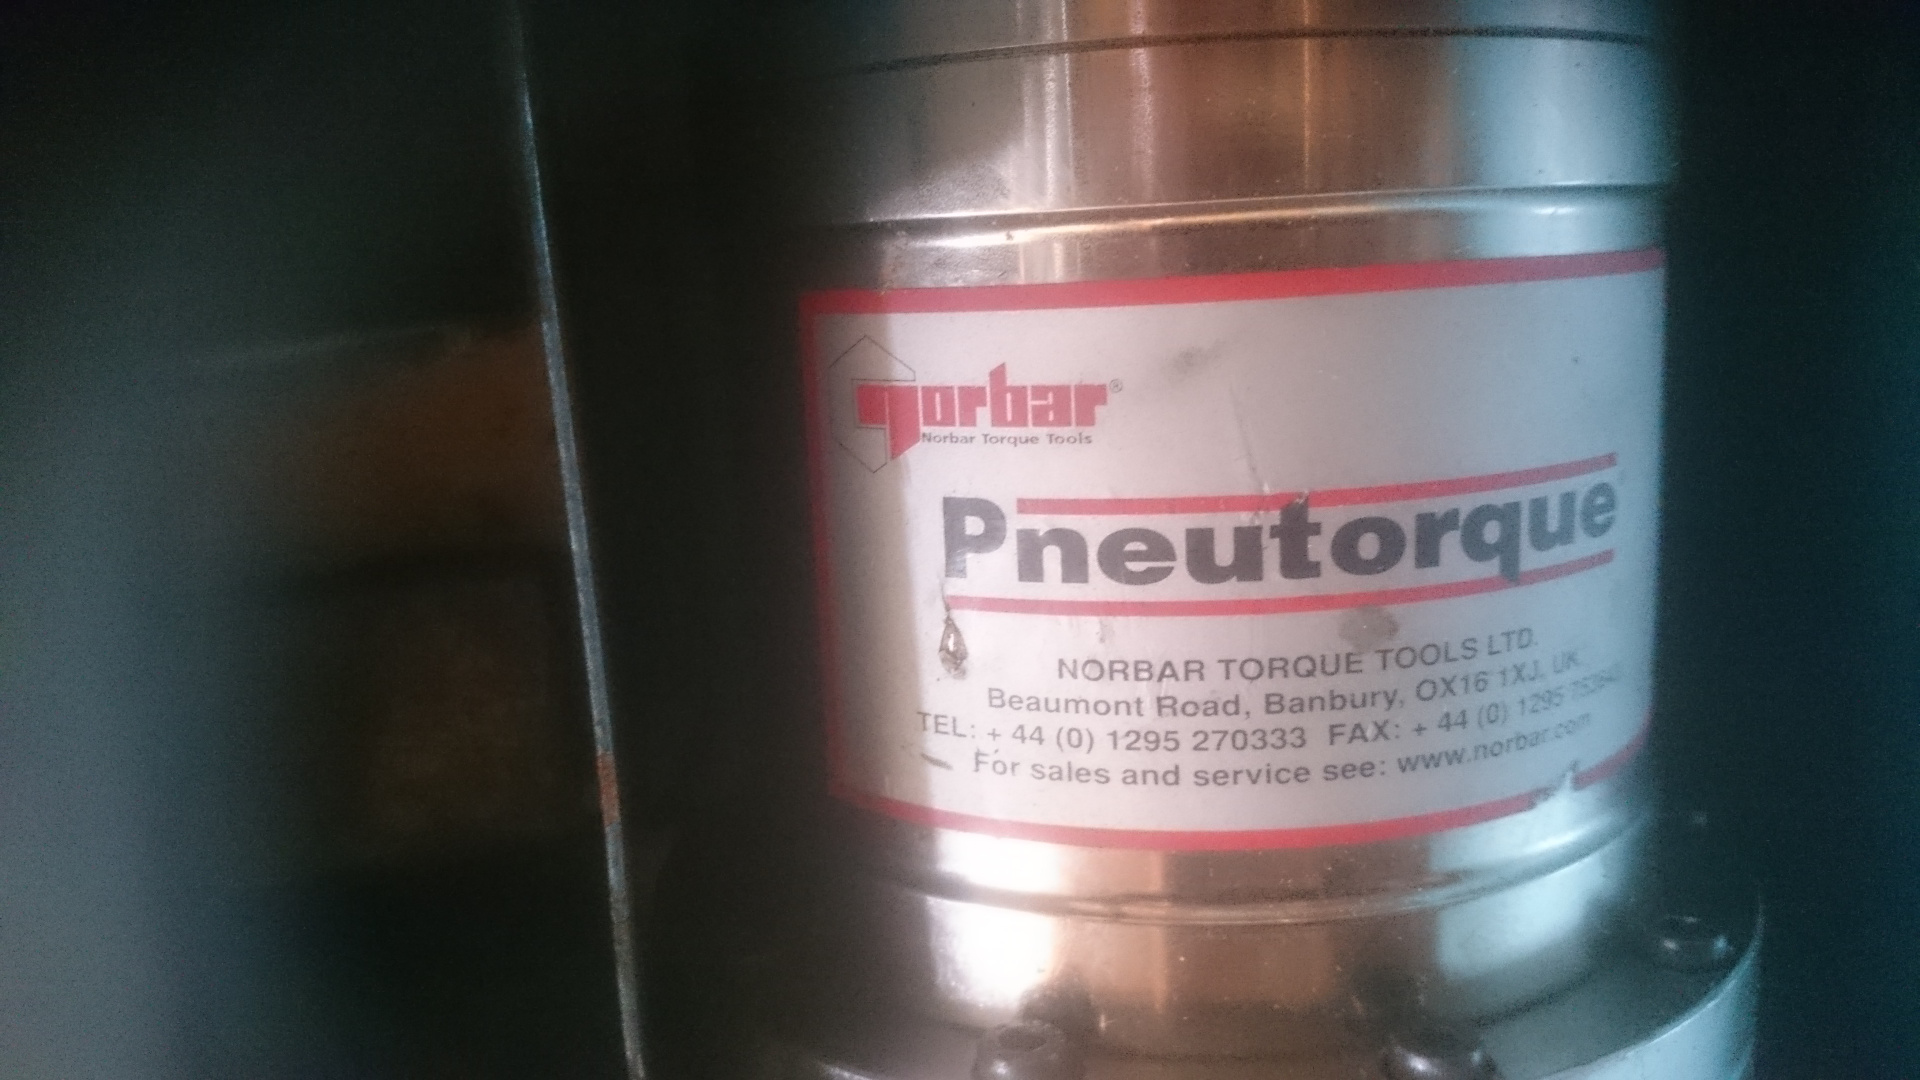 norbar®
Norbar Torque Tools
Pneutorque
NORBAR TORQUE TOOLS LTD.
Beaumont Road, Banbury, OX16 1XJ, UK
TEL: + 44 (0) 1295 270333 FAX: + 44 (0) 1295
For sales and service see: www.norbar.com